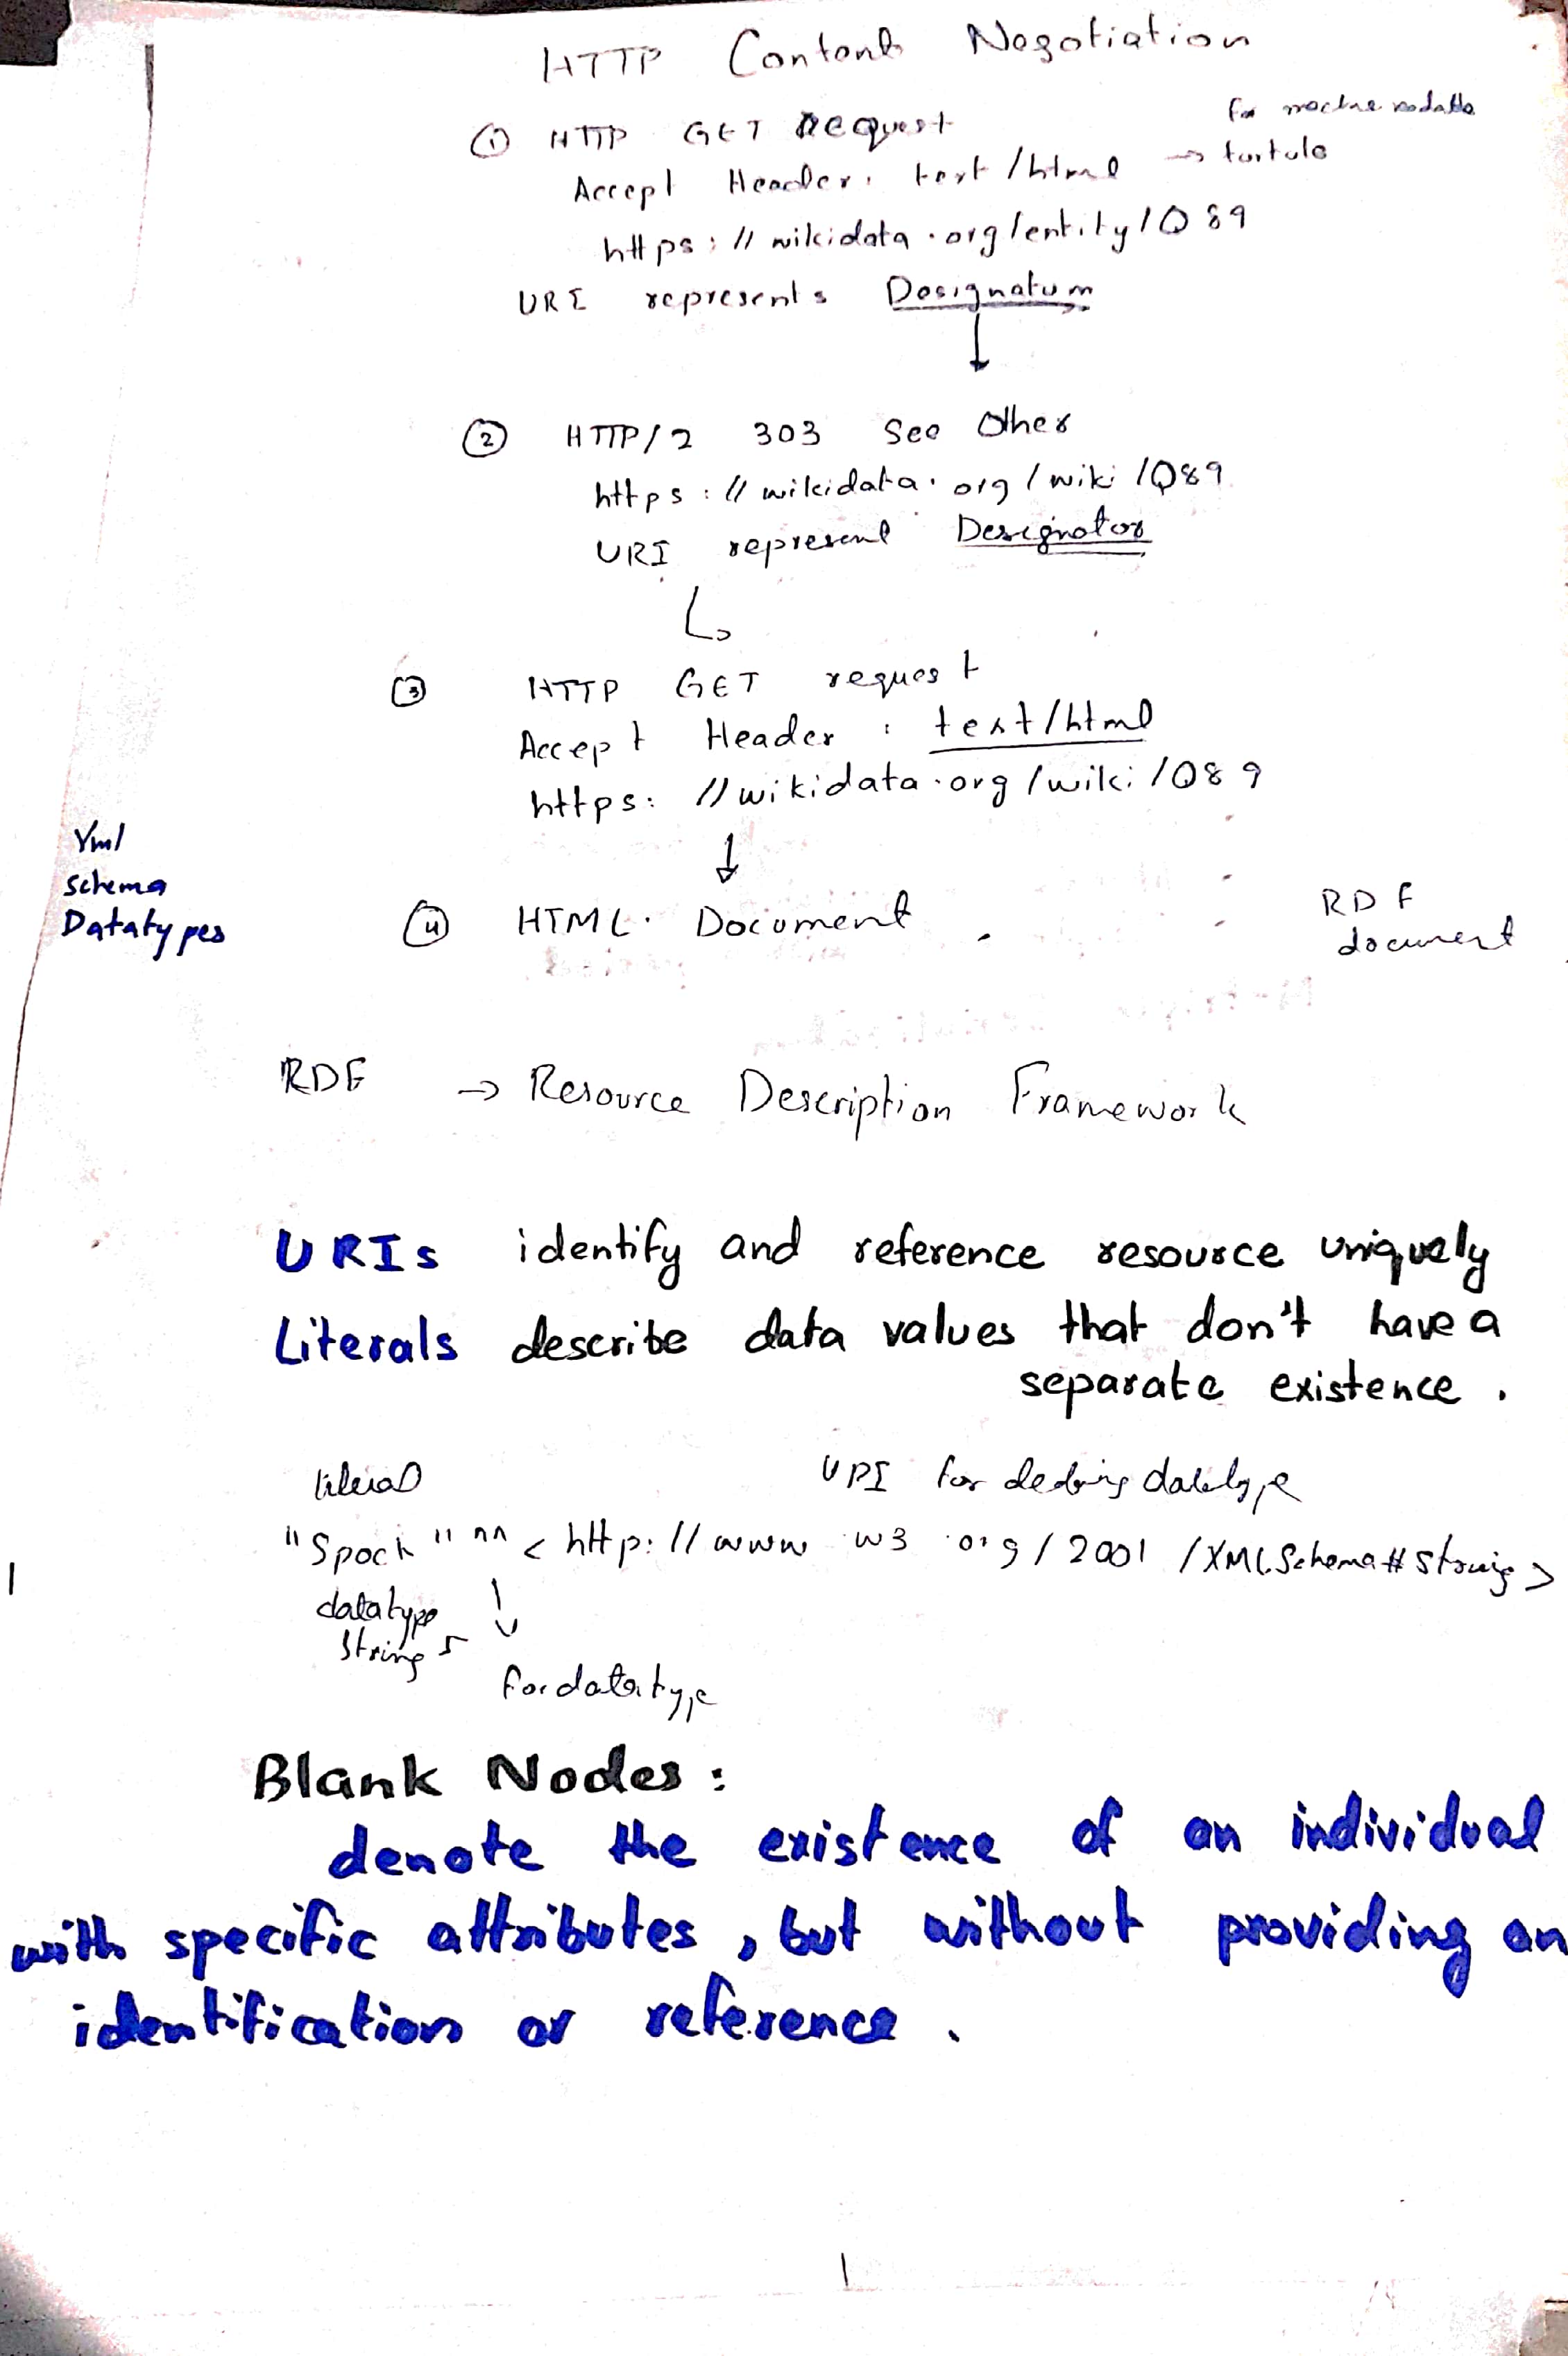 HTTP Content Negotiation
① HTTP GET Request
for machine readable
Accept Header: text/html → turtule
https://wikidata.org/entity/Q89
URI represents Designatum
② HTTP/2 303 See Other
https://wikidata.org/wiki/Q89
URI represent Designator
③ HTTP GET request
Accept Header : text/html
https://wikidata.org/wiki/Q89
Yml
Schema
Datatypes
④ HTML Document
RDF
document
RDF → Resource Description Framework
URIs identify and reference resource uniquely
Literals describe data values that don't have a
separate existence .
literal
URI for datatype
"Spock"^^<http://www.w3.org/2001/XMLSchema#string>
datatype
string
for datatype
Blank Nodes :
denote the existence of an individual
with specific attributes, but without providing an
identification or reference .